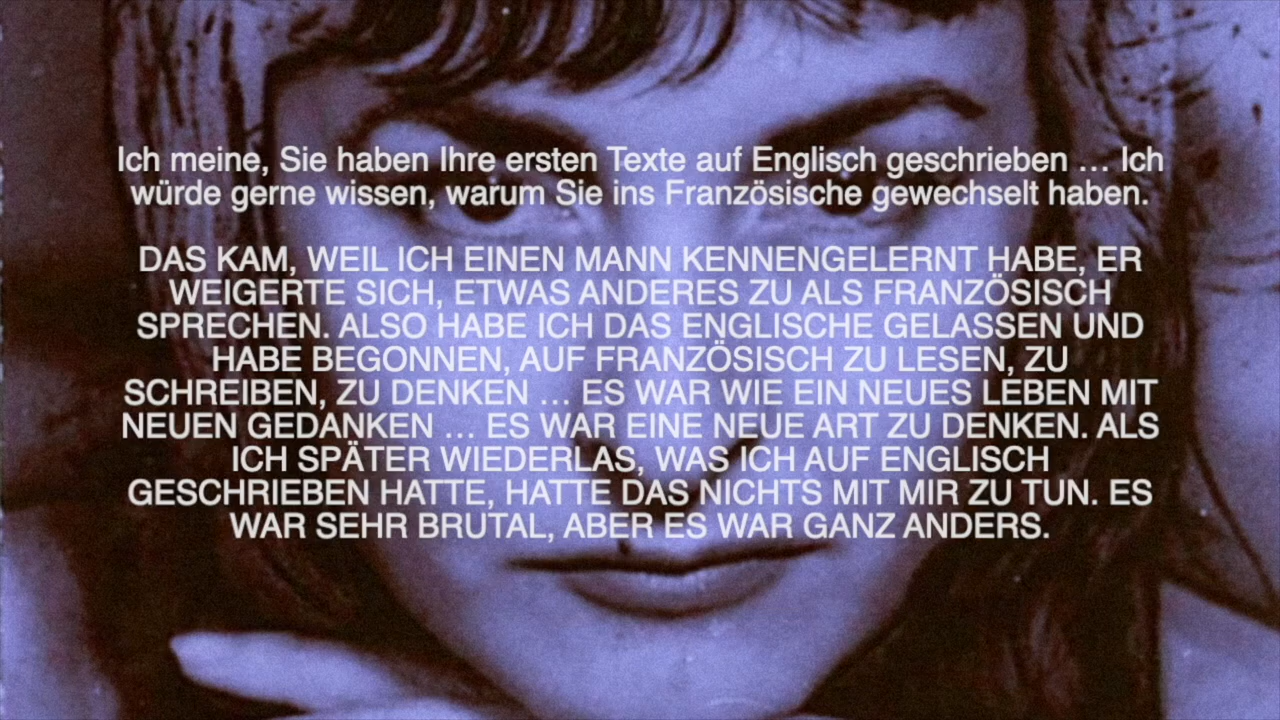 Ich meine, Sie haben Ihre ersten Texte auf Englisch geschrieben … Ich
würde gerne wissen, warum Sie ins Französische gewechselt haben.
DAS KAM, WEIL ICH EINEN MANN KENNENGELERNT HABE, ER
WEIGERTE SICH, ETWAS ANDERES ZU ALS FRANZÖSISCH
SPRECHEN. ALSO HABE ICH DAS ENGLISCHE GELASSEN UND
HABE BEGONNEN, AUF FRANZÖSISCH ZU LESEN, ZU
SCHREIBEN, ZU DENKEN … ES WAR WIE EIN NEUES LEBEN MIT
NEUEN GEDANKEN … ES WAR EINE NEUE ART ZU DENKEN. ALS
ICH SPÄTER WIEDERLAS, WAS ICH AUF ENGLISCH
GESCHRIEBEN HATTE, HATTE DAS NICHTS MIT MIR ZU TUN. ES
WAR SEHR BRUTAL, ABER ES WAR GANZ ANDERS.